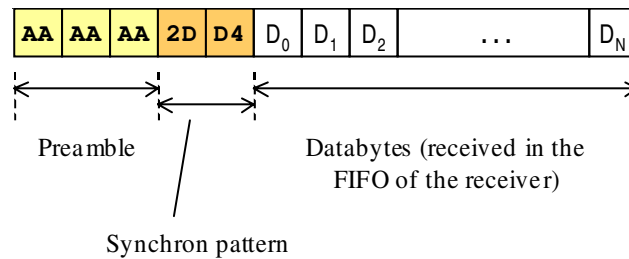 AA AA AA 2D D4 D0 D1 D2 ... DN
Preamble
Databytes (received in the
FIFO of the receiver)
Synchron pattern